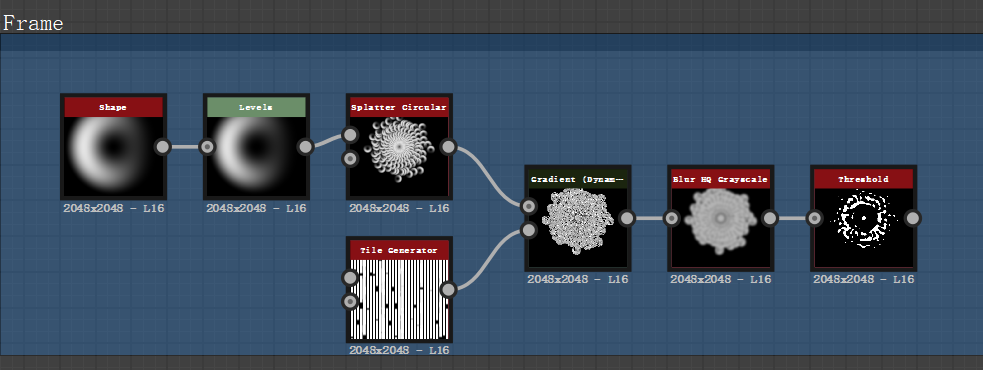 Frame
Shape
Levels
Splatter Circular
2048x2048 - L16
2048x2048 - L16
2048x2048 - L16
Gradient (Dynam—
Blur HQ Grayscale
Threshold
Tile Generator
2048x2048 - L16
2048x2048 - L16
2048x2048 - L16
2048x2048 - L16